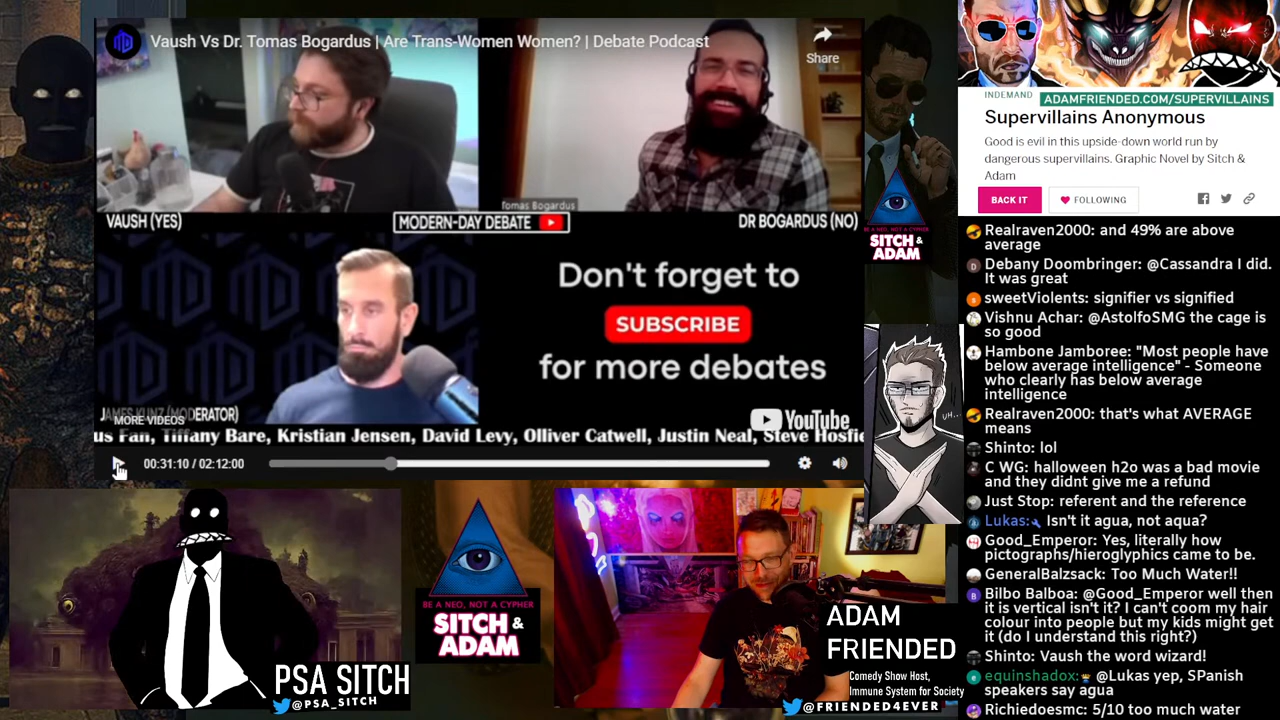 Vaush Vs Dr. Tomas Bogardus | Are Trans-Women Women? | Debate Podcast
Share
Tomas Bogardus
VAUSH (YES)
MODERN-DAY DEBATE
DR BOGARDUS (NO)
Don't forget to
SUBSCRIBE
for more debates
JAMES KUNZ (MODERATOR)
MORE VIDEOS
YouTube
us Fan, Tiffany Bare, Kristian Jensen, David Levy, Olliver Catwell, Justin Neal, Steve Hosfie
00:31:10 / 02:12:00
BE A NEO, NOT A CYPHER
SITCH &
ADAM
UH...
PSA SITCH
@PSA_SITCH
BE A NEO, NOT A CYPHER
SITCH &
ADAM
ADAM
FRIENDED
Comedy Show Host,
Immune System for Society
@FRIENDED4EVER
INDEMAND
ADAMFRIENDED.COM/SUPERVILLAINS
Supervillains Anonymous
Good is evil in this upside-down world run by
dangerous supervillains. Graphic Novel by Sitch &
Adam
BACK IT
FOLLOWING
Realraven2000: and 49% are above
average
Debany Doombringer: @Cassandra I did.
It was great
sweetViolents: signifier vs signified
Vishnu Achar: @AstolfoSMG the cage is
so good
Hambone Jamboree: "Most people have
below average intelligence" - Someone
who clearly has below average
intelligence
Realraven2000: that's what AVERAGE
means
Shinto: lol
C WG: halloween h2o was a bad movie
and they didnt give me a refund
Just Stop: referent and the reference
Lukas: Isn't it agua, not aqua?
Good_Emperor: Yes, literally how
pictographs/hieroglyphics came to be.
GeneralBalzsack: Too Much Water!!
Bilbo Balboa: @Good_Emperor well then
it is vertical isn't it? I can't coom my hair
colour into people but my kids might get
it (do I understand this right?)
Shinto: Vaush the word wizard!
equinshadox: @Lukas yep, SPanish
speakers say agua
Richiedoesmc: 5/10 too much water